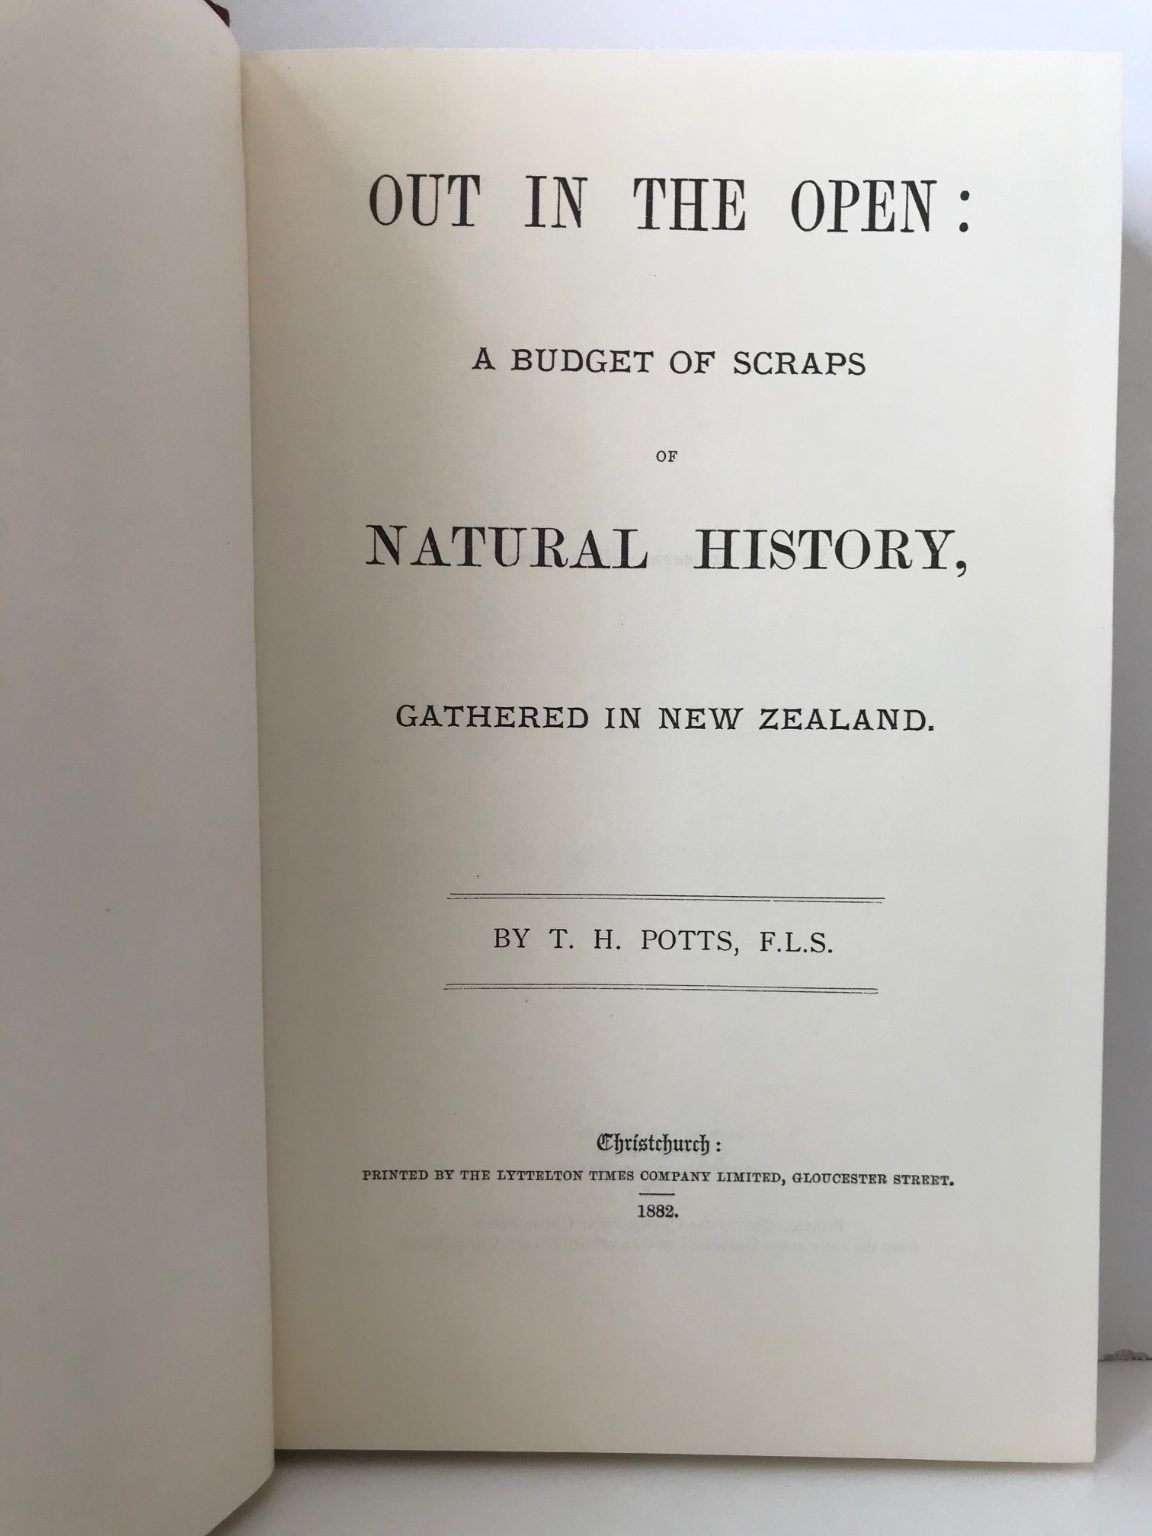 OUT IN THE OPEN:
A BUDGET OF SCRAPS
OF
NATURAL HISTORY,
GATHERED IN NEW ZEALAND.
BY T. H. POTTS, F.L.S.
Christchurch:
PRINTED BY THE LYTTELTON TIMES COMPANY LIMITED, GLOUCESTER STREET.
1882.